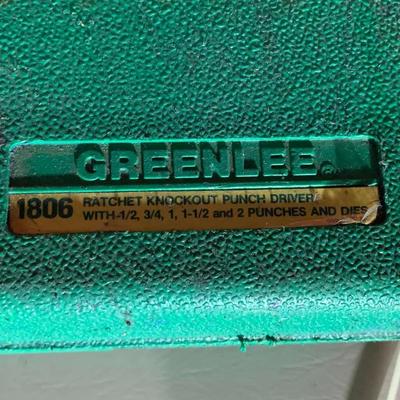 GREENLEE®
1806 RATCHET KNOCKOUT PUNCH DRIVER
WITH-1/2, 3/4, 1, 1-1/2 and 2 PUNCHES AND DIES